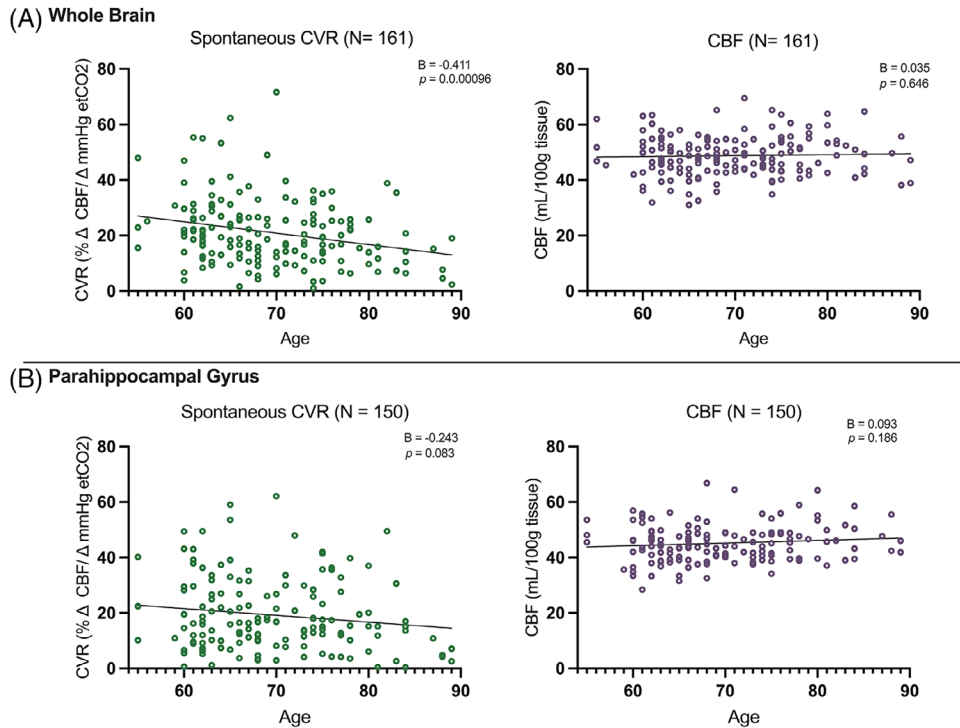 (A) Whole Brain
Spontaneous CVR (N= 161)
B = -0.411
p = 0.0.00096
CVR (% Δ CBF/ Δ mmHg etCO2)
80
60
40
20
0
60 70 80 90
Age
CBF (N= 161)
B = 0.035
p = 0.646
CBF (mL/100g tissue)
80
60
40
20
0
60 70 80 90
Age
(B) Parahippocampal Gyrus
Spontaneous CVR (N = 150)
B = -0.243
p = 0.083
CVR (% Δ CBF/ Δ mmHg etCO2)
80
60
40
20
0
60 70 80 90
Age
CBF (N = 150)
B = 0.093
p = 0.186
CBF (mL/100g tissue)
80
60
40
20
0
60 70 80 90
Age